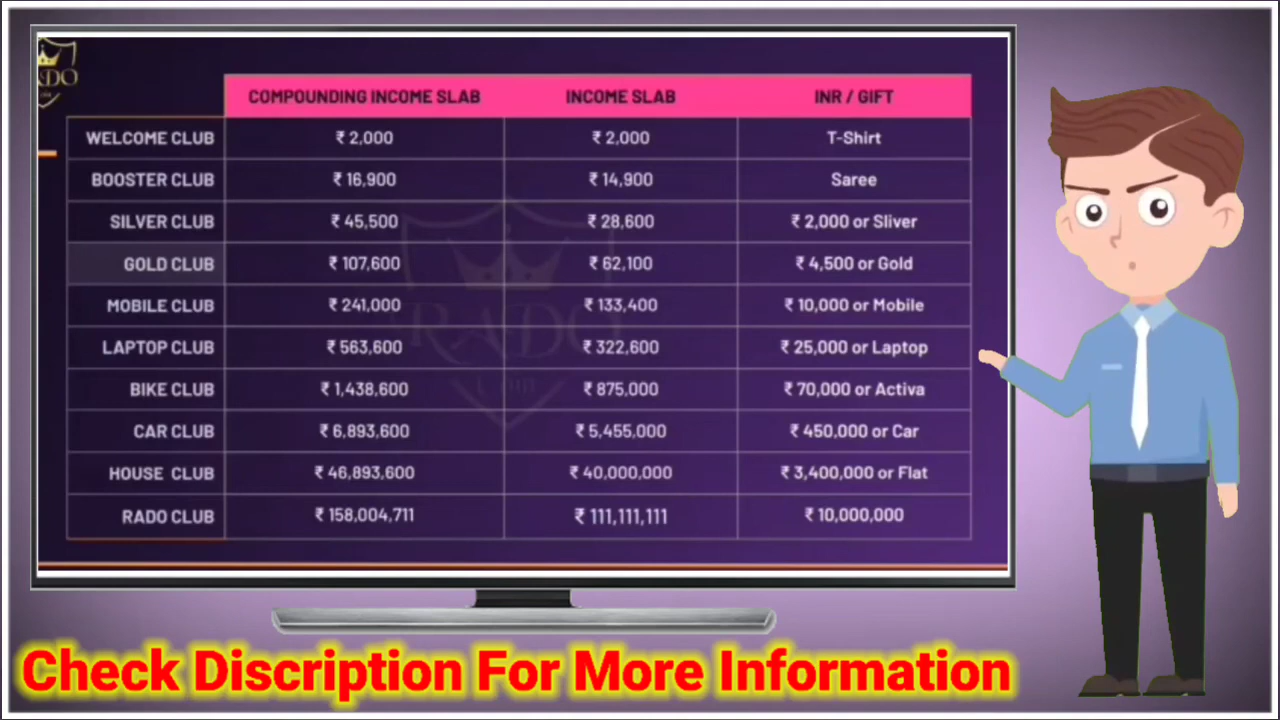 ADO
COMPOUNDING INCOME SLAB INCOME SLAB INR / GIFT
WELCOME CLUB ₹ 2,000 ₹ 2,000 T-Shirt
BOOSTER CLUB ₹ 16,900 ₹ 14,900 Saree
SILVER CLUB ₹ 45,500 ₹ 28,600 ₹ 2,000 or Sliver
GOLD CLUB ₹ 107,600 ₹ 62,100 ₹ 4,500 or Gold
MOBILE CLUB ₹ 241,000 ₹ 133,400 ₹ 10,000 or Mobile
LAPTOP CLUB ₹ 563,600 ₹ 322,600 ₹ 25,000 or Laptop
BIKE CLUB ₹ 1,438,600 ₹ 875,000 ₹ 70,000 or Activa
CAR CLUB ₹ 6,893,600 ₹ 5,455,000 ₹ 450,000 or Car
HOUSE CLUB ₹ 46,893,600 ₹ 40,000,000 ₹ 3,400,000 or Flat
RADO CLUB ₹ 158,004,711 ₹ 111,111,111 ₹ 10,000,000
RADO
Check Discription For More Information